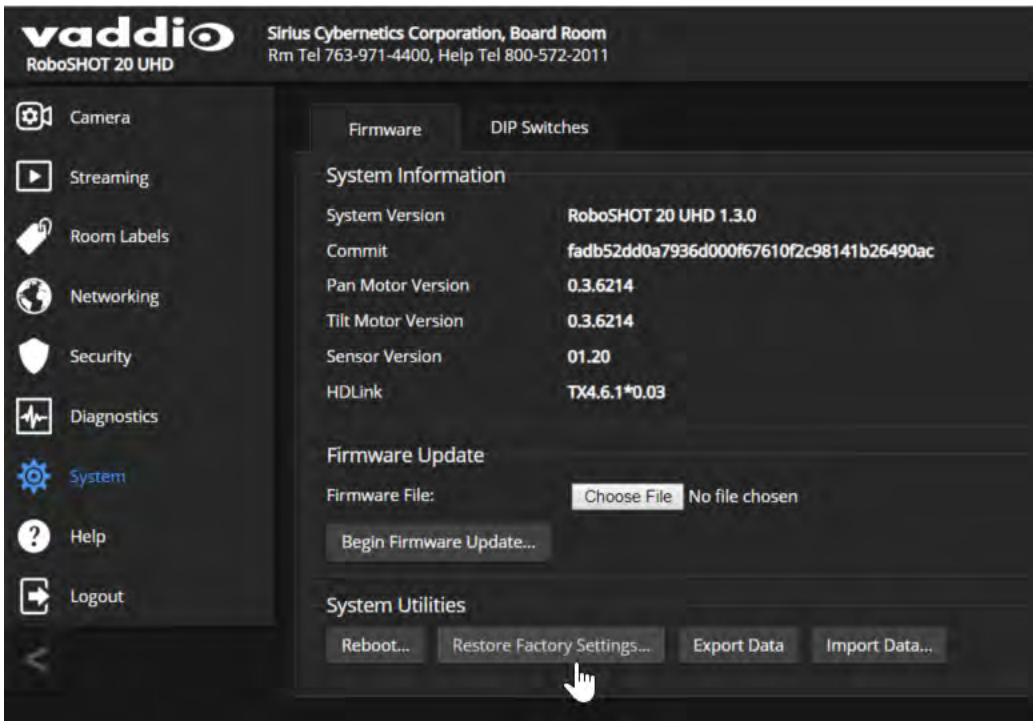 vaddio
RoboSHOT 20 UHD
Sirius Cybernetics Corporation, Board Room
Rm Tel 763-971-4400, Help Tel 800-572-2011
Camera
Streaming
Room Labels
Networking
Security
Diagnostics
System
Help
Logout
Firmware DIP Switches
System Information
System Version RoboSHOT 20 UHD 1.3.0
Commit fadb52dd0a7936d000f67610f2c98141b26490ac
Pan Motor Version 0.3.6214
Tilt Motor Version 0.3.6214
Sensor Version 01.20
HDLink TX4.6.1*0.03
Firmware Update
Firmware File: Choose File No file chosen
Begin Firmware Update...
System Utilities
Reboot... Restore Factory Settings... Export Data Import Data...